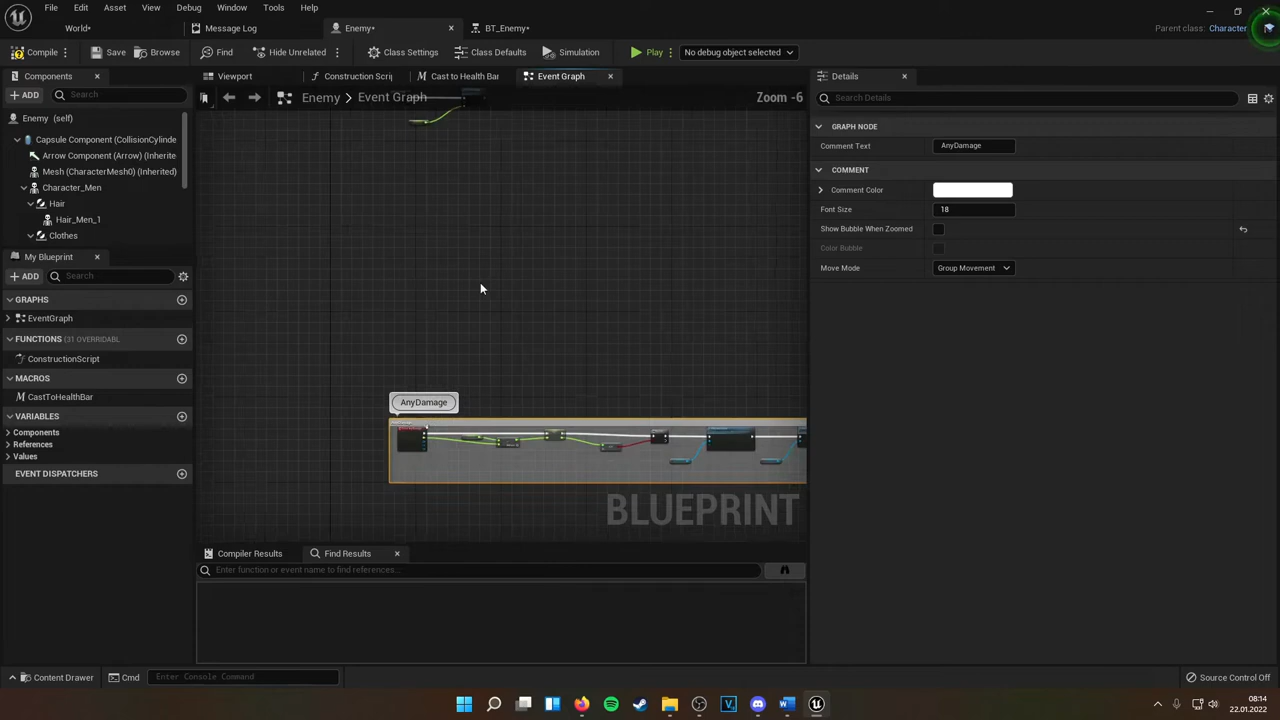 File Edit Asset View Debug Window Tools Help
World* Message Log Enemy* BT_Enemy* Parent class: Character
Compile Save Browse Find Hide Unrelated Class Settings Class Defaults Simulation Play No debug object selected
Components Viewport Construction Scrip Cast to Health Bar Event Graph Details
ADD Search Enemy Event Graph Zoom -6 Search Details
Enemy (self)
GRAPH NODE
Capsule Component (CollisionCylinde
Comment Text AnyDamage
Arrow Component (Arrow) (Inherite
Mesh (CharacterMesh0) (Inherited)
COMMENT
Character_Men
Comment Color
Hair
Font Size 18
Hair_Men_1
Show Bubble When Zoomed
Clothes
Color Bubble
My Blueprint
Move Mode Group Movement
ADD Search
GRAPHS
EventGraph
FUNCTIONS (31 OVERRIDABL
ConstructionScript
MACROS
CastToHealthBar
AnyDamage
VARIABLES
Components
References
Values
EVENT DISPATCHERS
BLUEPRINT
Compiler Results Find Results
Enter function or event name to find references...
Content Drawer Cmd Enter Console Command Source Control Off
08:14
22.01.2022